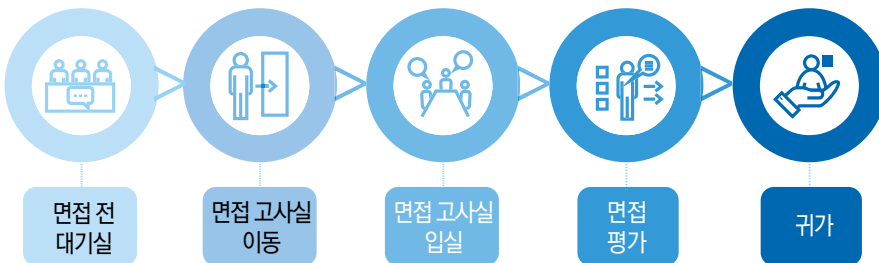 면접 전
대기실
면접 고사실
이동
면접 고사실
입실
면접
평가
귀가